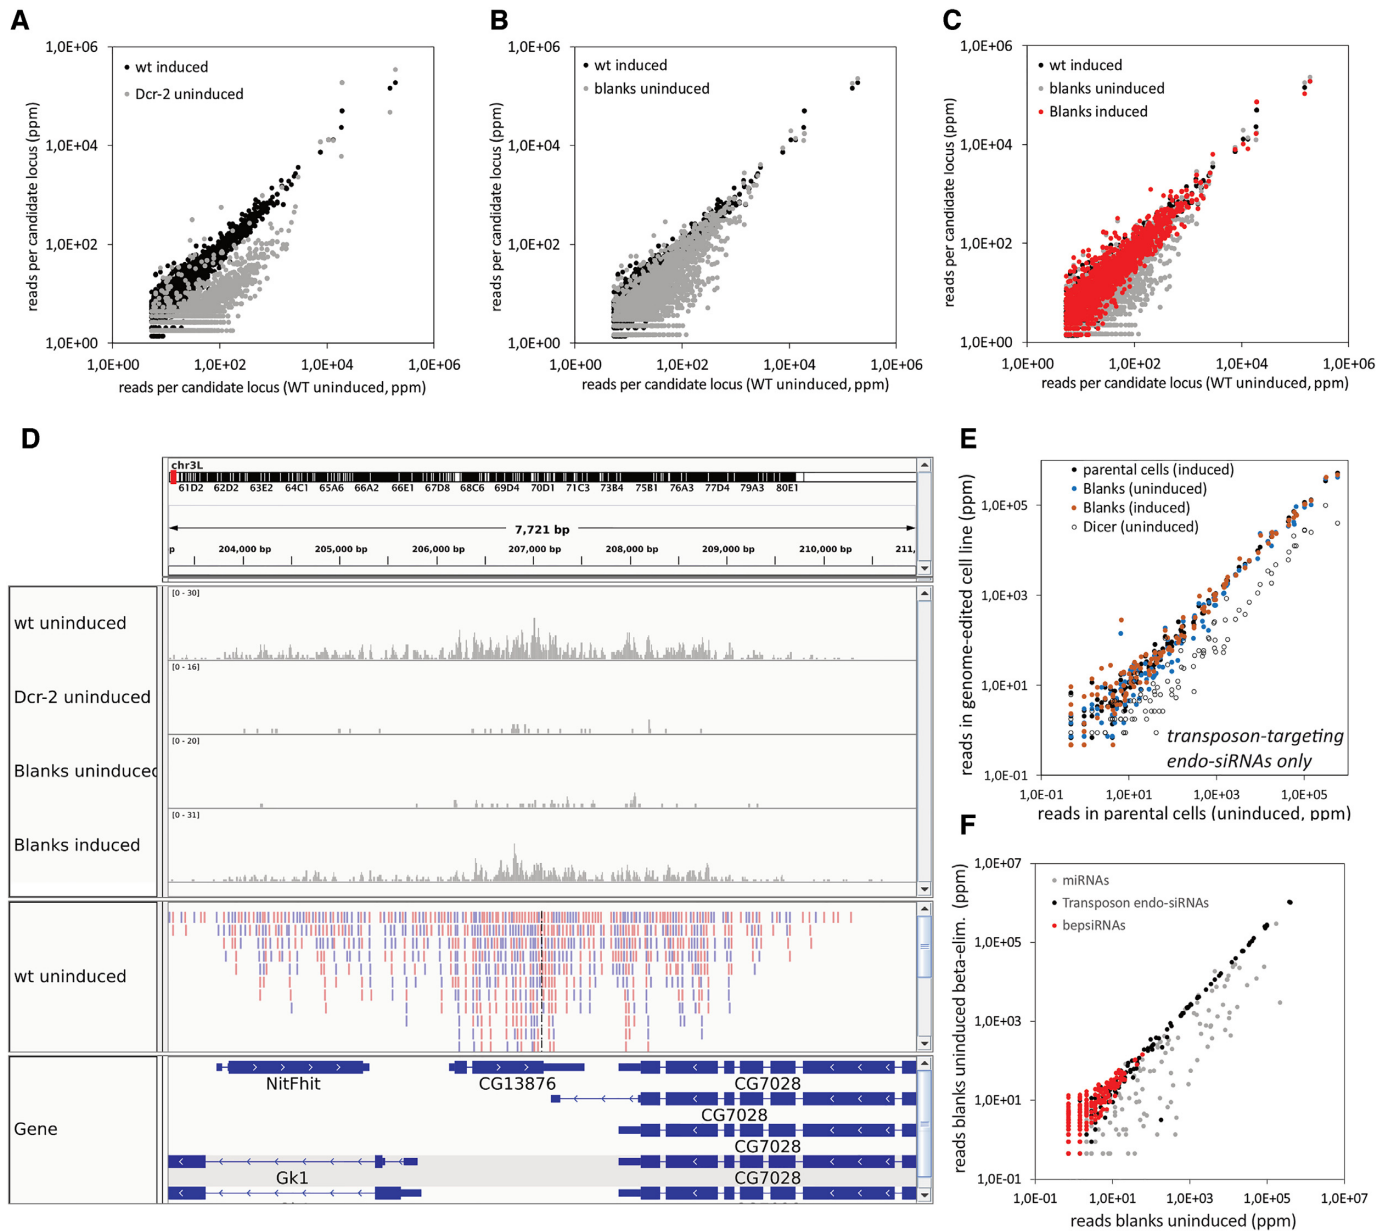 A
1,0E+06
1,0E+04
1,0E+02
1,0E+00
1,0E+00
1,0E+02
1,0E+04
1,0E+06
reads per candidate locus (ppm)
reads per candidate locus (WT uninduced, ppm)
wt induced
Dcr-2 uninduced
B
1,0E+06
1,0E+04
1,0E+02
1,0E+00
1,0E+00
1,0E+02
1,0E+04
1,0E+06
reads per candidate locus (ppm)
reads per candidate locus (WT uninduced, ppm)
wt induced
blanks uninduced
C
1,0E+06
1,0E+04
1,0E+02
1,0E+00
1,0E+00
1,0E+02
1,0E+04
1,0E+06
reads per candidate locus (ppm)
reads per candidate locus (WT uninduced, ppm)
wt induced
blanks uninduced
Blanks induced
D
chr3L
61D2 62D2 63E2 64C1 65A6 66A2 66E1 67D8 68C6 69D4 70D1 71C3 73B4 75B1 76A3 77D4 79A3 80E1
7,721 bp
p 204,000 bp 205,000 bp 206,000 bp 207,000 bp 208,000 bp 209,000 bp 210,000 bp 211,
wt uninduced
[0 - 30]
Dcr-2 uninduced
[0 - 16]
Blanks uninduced
[0 - 20]
Blanks induced
[0 - 31]
wt uninduced
Gene
NitFhit
CG13876
CG7028
CG7028
CG7028
Gk1
CG7028
E
1,0E+05
1,0E+03
1,0E+01
1,0E-01
1,0E-01
1,0E+01
1,0E+03
1,0E+05
reads in genome-edited cell line (ppm)
reads in parental cells (uninduced, ppm)
parental cells (induced)
Blanks (uninduced)
Blanks (induced)
Dicer (uninduced)
transposon-targeting
endo-siRNAs only
F
1,0E+07
1,0E+05
1,0E+03
1,0E+01
1,0E-01
1,0E-01
1,0E+01
1,0E+03
1,0E+05
1,0E+07
reads blanks uninduced beta-elim. (ppm)
reads blanks uninduced (ppm)
miRNAs
Transposon endo-siRNAs
bepsiRNAs